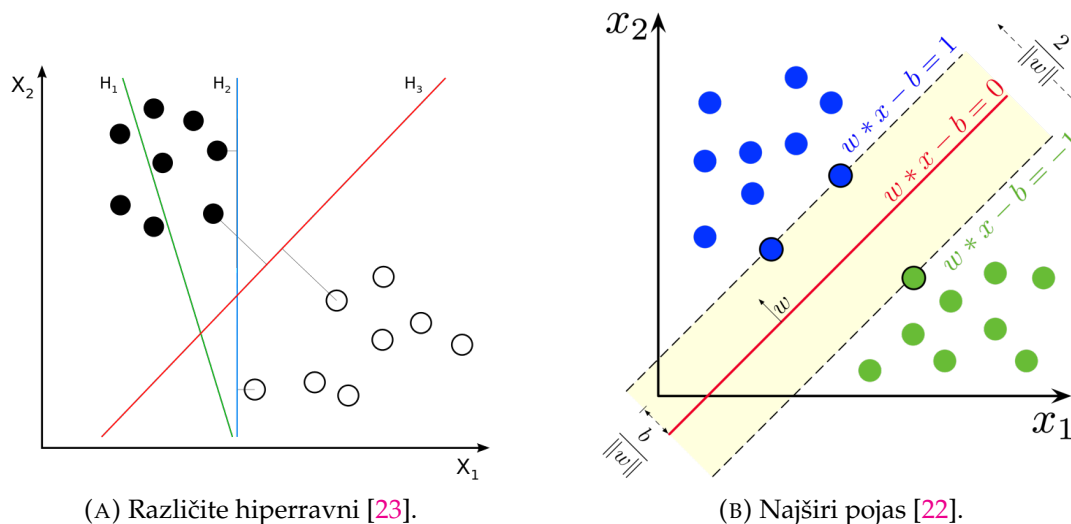 X₂
H₁
H₂
H₃
X₁
(A) Različite hiperravni [23].
x₂
w * x − b = 1
w * x − b = 0
w * x − b = −1
2
‖w‖
w
b
‖w‖
x₁
(B) Najširi pojas [22].